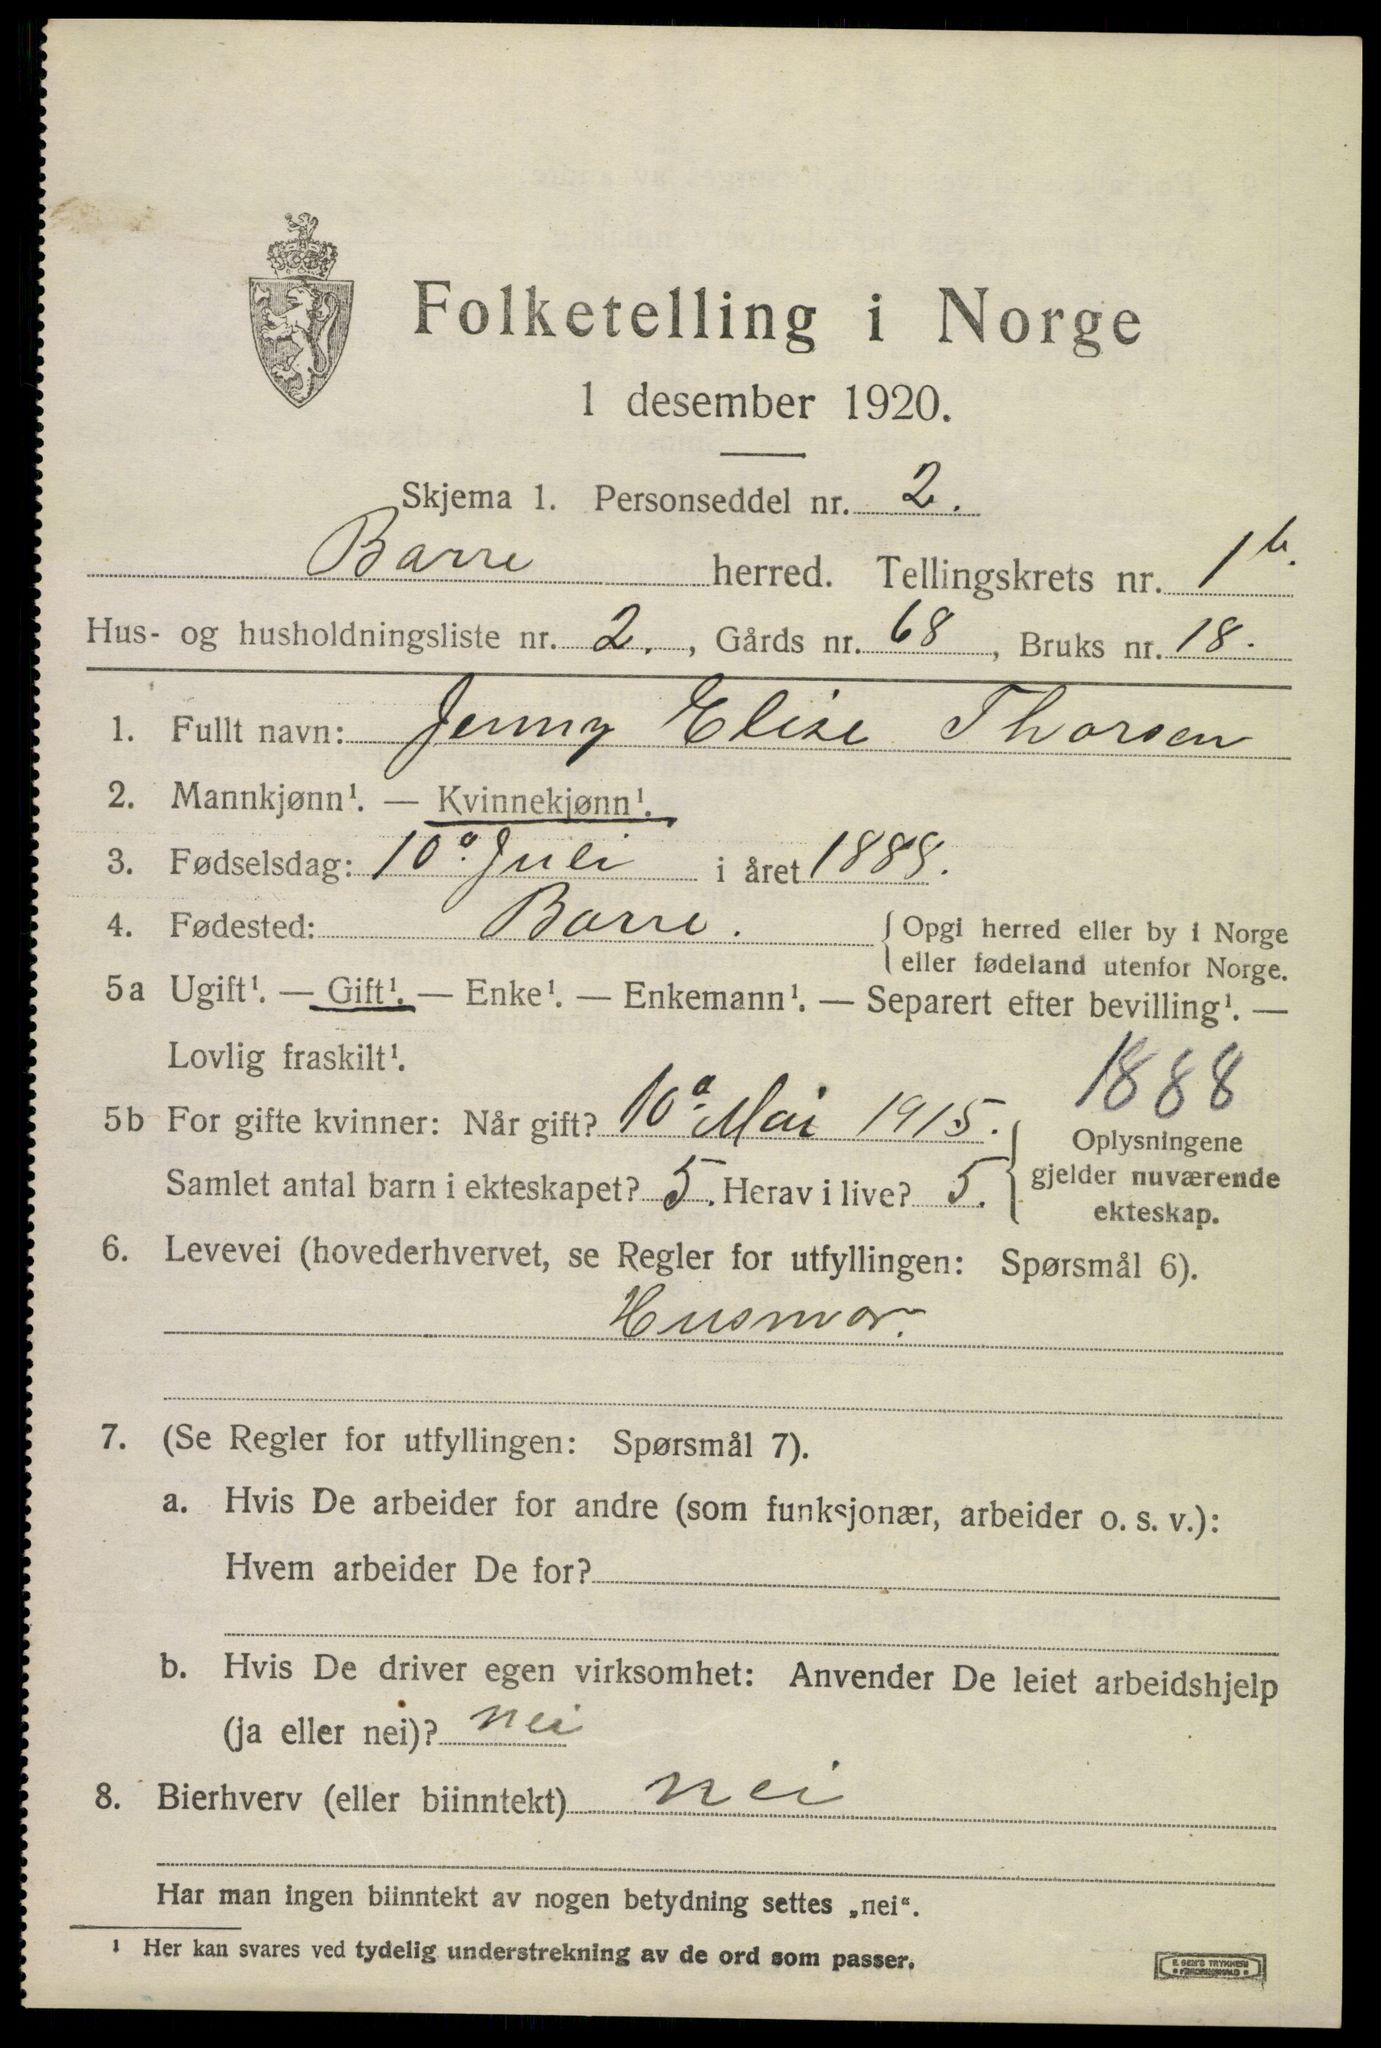 Folketelling i Norge
1 desember 1920.
Skjema 1. Personseddel nr. 2.
Barre herred. Tellingskrets nr. 1 b.
Hus- og husholdningsliste nr. 2. , Gårds nr. 68 , Bruks nr. 18.
1. Fullt navn: Jenny Elise Thorsen
2. Mannkjønn¹. — Kvinnekjønn¹.
3. Fødselsdag: 10º Juli i året 1888.
4. Fødested: Borre. { Opgi herred eller by i Norge
eller fødeland utenfor Norge.
5a Ugift¹. — Gift¹. — Enke¹. — Enkemann¹. — Separert efter bevilling¹. —
Lovlig fraskilt¹.
1888
5b For gifte kvinner: Når gift? 10º Mai 1915.
Samlet antal barn i ekteskapet? 5. Herav i live? 5.
{ Oplysningene
gjelder nuværende
ekteskap.
6. Levevei (hovederhvervet, se Regler for utfyllingen: Spørsmål 6).
Husmor.
7. (Se Regler for utfyllingen: Spørsmål 7).
a. Hvis De arbeider for andre (som funksjonær, arbeider o. s. v.):
Hvem arbeider De for?
b. Hvis De driver egen virksomhet: Anvender De leiet arbeidshjelp
(ja eller nei)? nei
8. Bierhverv (eller biinntekt) nei
Har man ingen biinntekt av nogen betydning settes „nei“.
¹ Her kan svares ved tydelig understrekning av de ord som passer.